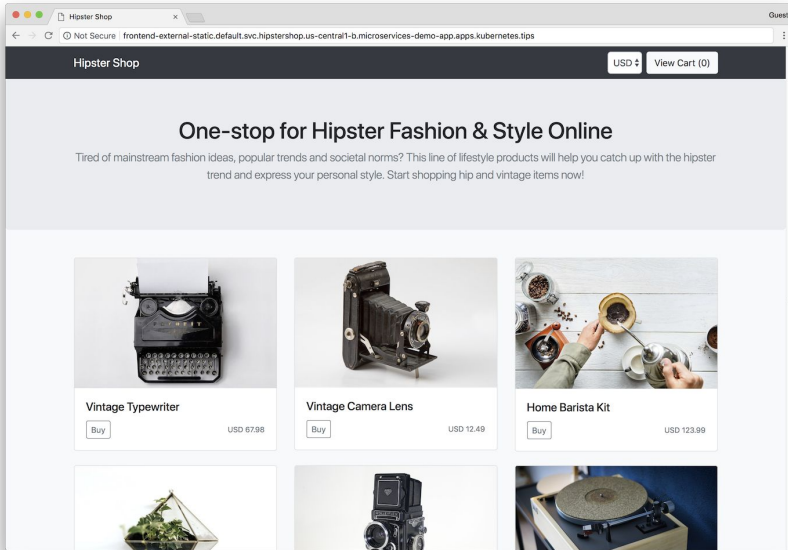 Hipster Shop
Guest
Not Secure | frontend-external-static.default.svc.hipstershop.us-central1-b.microservices-demo-app.apps.kubernetes.tips
Hipster Shop
USD
View Cart (0)
One-stop for Hipster Fashion & Style Online
Tired of mainstream fashion ideas, popular trends and societal norms? This line of lifestyle products will help you catch up with the hipster
trend and express your personal style. Start shopping hip and vintage items now!
Vintage Typewriter
Buy
USD 67.98
Vintage Camera Lens
Buy
USD 12.49
Home Barista Kit
Buy
USD 123.99